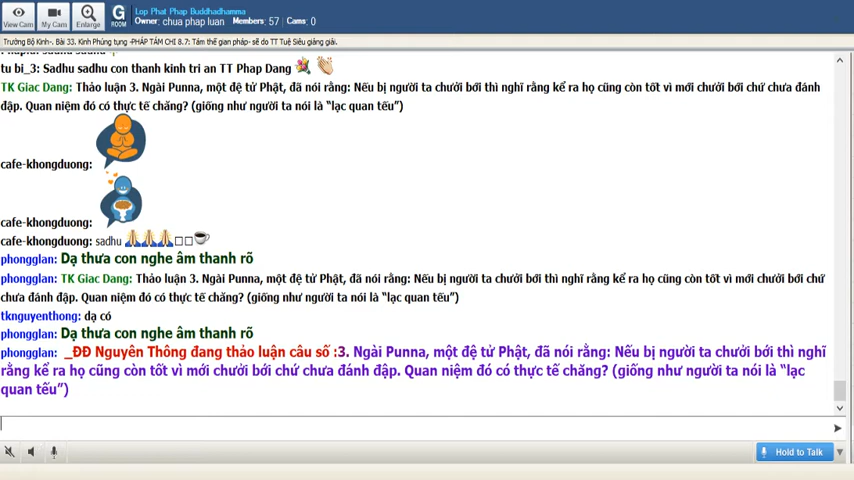 Lop Phat Phap Buddhadhamma
Owner: chua phap luan Members: 57 Cams: 0
View Cam My Cam Enlarge G ROOM
Trường Bộ Kinh-. Bài 33. Kinh Phúng tụng -PHÁP TÁM CHI 8.7: Tám thế gian pháp- sẽ do TT Tuệ Siêu giảng giải.
tu bi_3: Sadhu sadhu con thanh kinh tri an TT Phap Dang
TK Giac Dang: Thảo luận 3. Ngài Punna, một đệ tử Phật, đã nói rằng: Nếu bị người ta chưởi bới thì nghĩ rằng kể ra họ cũng còn tốt vì mới chưởi bới chứ chưa đánh
đập. Quan niệm đó có thực tế chăng? (giống như người ta nói là “lạc quan tếu”)
cafe-khongduong:
cafe-khongduong:
cafe-khongduong: sadhu
phongglan: Dạ thưa con nghe âm thanh rõ
phongglan: TK Giac Dang: Thảo luận 3. Ngài Punna, một đệ tử Phật, đã nói rằng: Nếu bị người ta chưởi bới thì nghĩ rằng kể ra họ cũng còn tốt vì mới chưởi bới chứ
chưa đánh đập. Quan niệm đó có thực tế chăng? (giống như người ta nói là “lạc quan tếu”)
tknguyenthong: dạ có
phongglan: Dạ thưa con nghe âm thanh rõ
phongglan: _ĐĐ Nguyên Thông đang thảo luận câu số :3. Ngài Punna, một đệ tử Phật, đã nói rằng: Nếu bị người ta chưởi bới thì nghĩ
rằng kể ra họ cũng còn tốt vì mới chưởi bới chứ chưa đánh đập. Quan niệm đó có thực tế chăng? (giống như người ta nói là “lạc
quan tếu”)
Hold to Talk